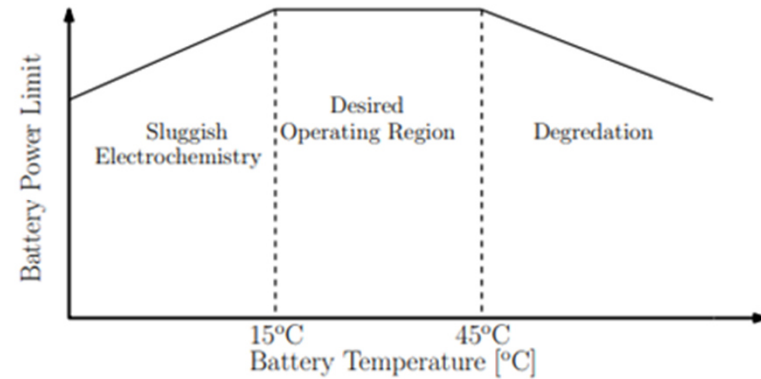 Battery Power Limit
Sluggish
Electrochemistry
Desired
Operating Region
Degredation
15°C
45°C
Battery Temperature [°C]